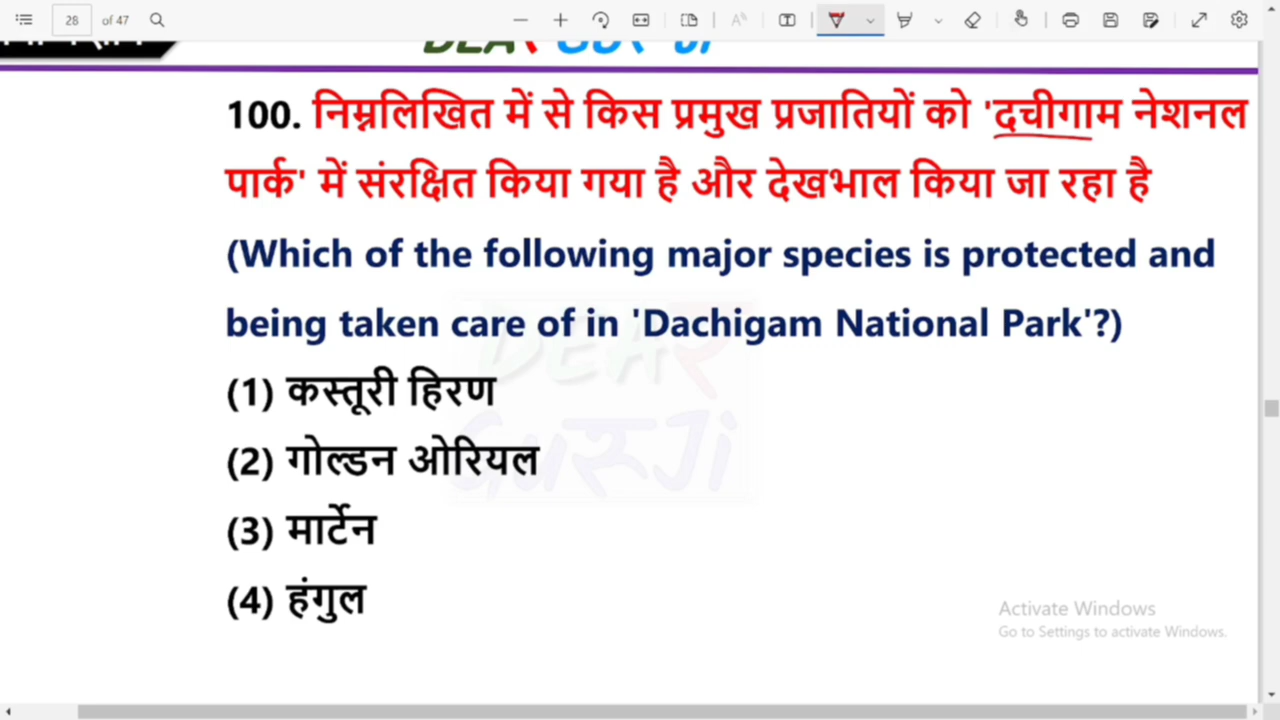 28 of 47
100. निम्नलिखित में से किस प्रमुख प्रजातियों को 'दचीगाम नेशनल
पार्क' में संरक्षित किया गया है और देखभाल किया जा रहा है
(Which of the following major species is protected and
being taken care of in 'Dachigam National Park'?)
(1) कस्तूरी हिरण
(2) गोल्डन ओरियल
(3) मार्टेन
(4) हंगुल
DEAR
गुरूJi
Activate Windows
Go to Settings to activate Windows.